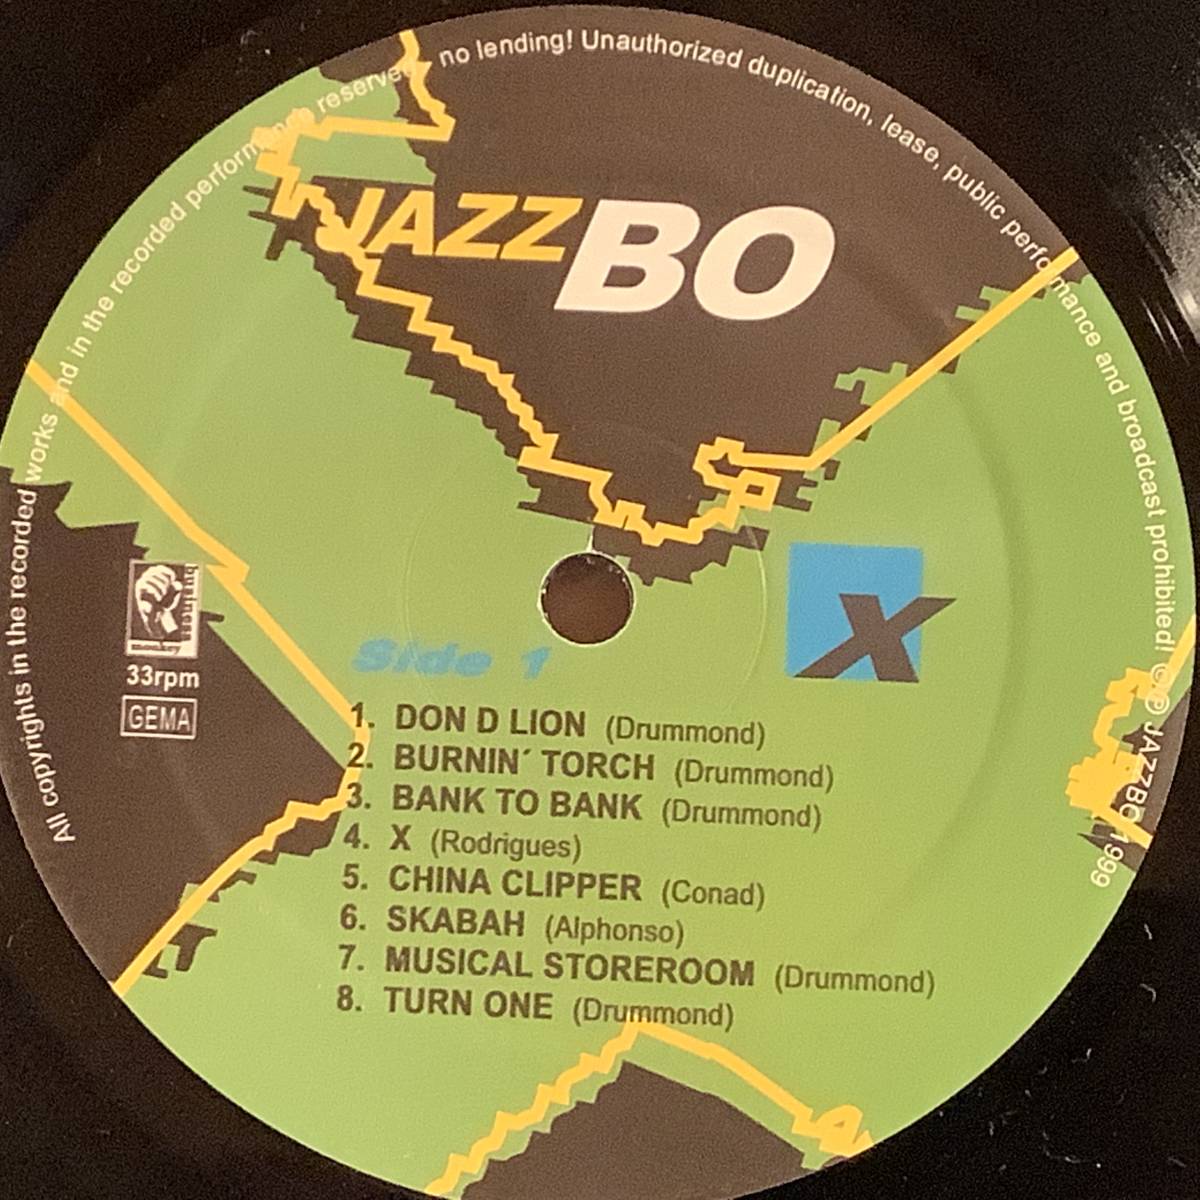 All copyrights in the recorded works and in the recorded performance reserved - no lending! Unauthorized duplication, lease, public performance and broadcast prohibited! © ℗ JAZZBO 1999
JAZZBO
X
business
monkey
33rpm
GEMA
Side 1
1. DON D LION (Drummond)
2. BURNIN´ TORCH (Drummond)
3. BANK TO BANK (Drummond)
4. X (Rodrigues)
5. CHINA CLIPPER (Conad)
6. SKABAH (Alphonso)
7. MUSICAL STOREROOM (Drummond)
8. TURN ONE (Drummond)